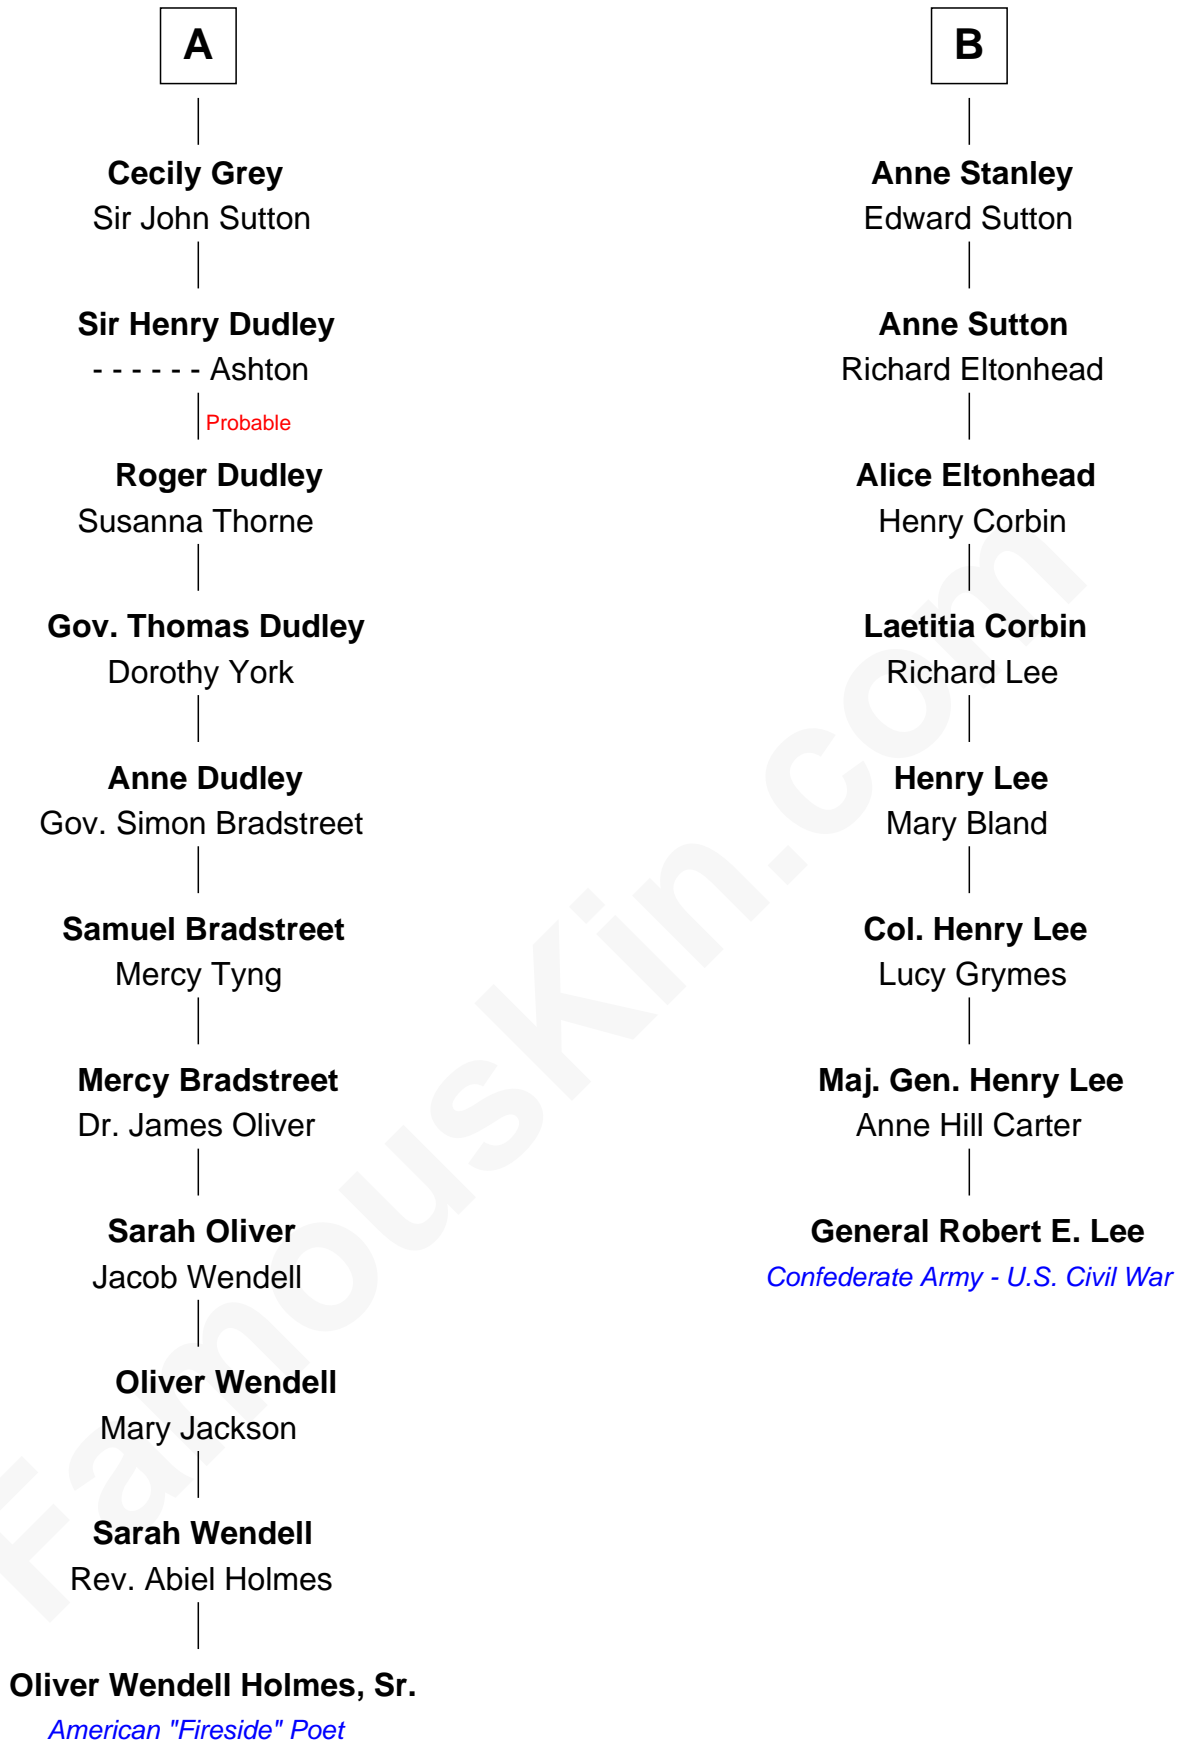 A
Cecily Grey
Sir John Sutton
Sir Henry Dudley
- - - - - - Ashton
Probable
Roger Dudley
Susanna Thorne
Gov. Thomas Dudley
Dorothy York
Anne Dudley
Gov. Simon Bradstreet
Samuel Bradstreet
Mercy Tyng
Mercy Bradstreet
Dr. James Oliver
Sarah Oliver
Jacob Wendell
Oliver Wendell
Mary Jackson
Sarah Wendell
Rev. Abiel Holmes
Oliver Wendell Holmes, Sr.
American "Fireside" Poet
B
Anne Stanley
Edward Sutton
Anne Sutton
Richard Eltonhead
Alice Eltonhead
Henry Corbin
Laetitia Corbin
Richard Lee
Henry Lee
Mary Bland
Col. Henry Lee
Lucy Grymes
Maj. Gen. Henry Lee
Anne Hill Carter
General Robert E. Lee
Confederate Army - U.S. Civil War
FamousKin.com